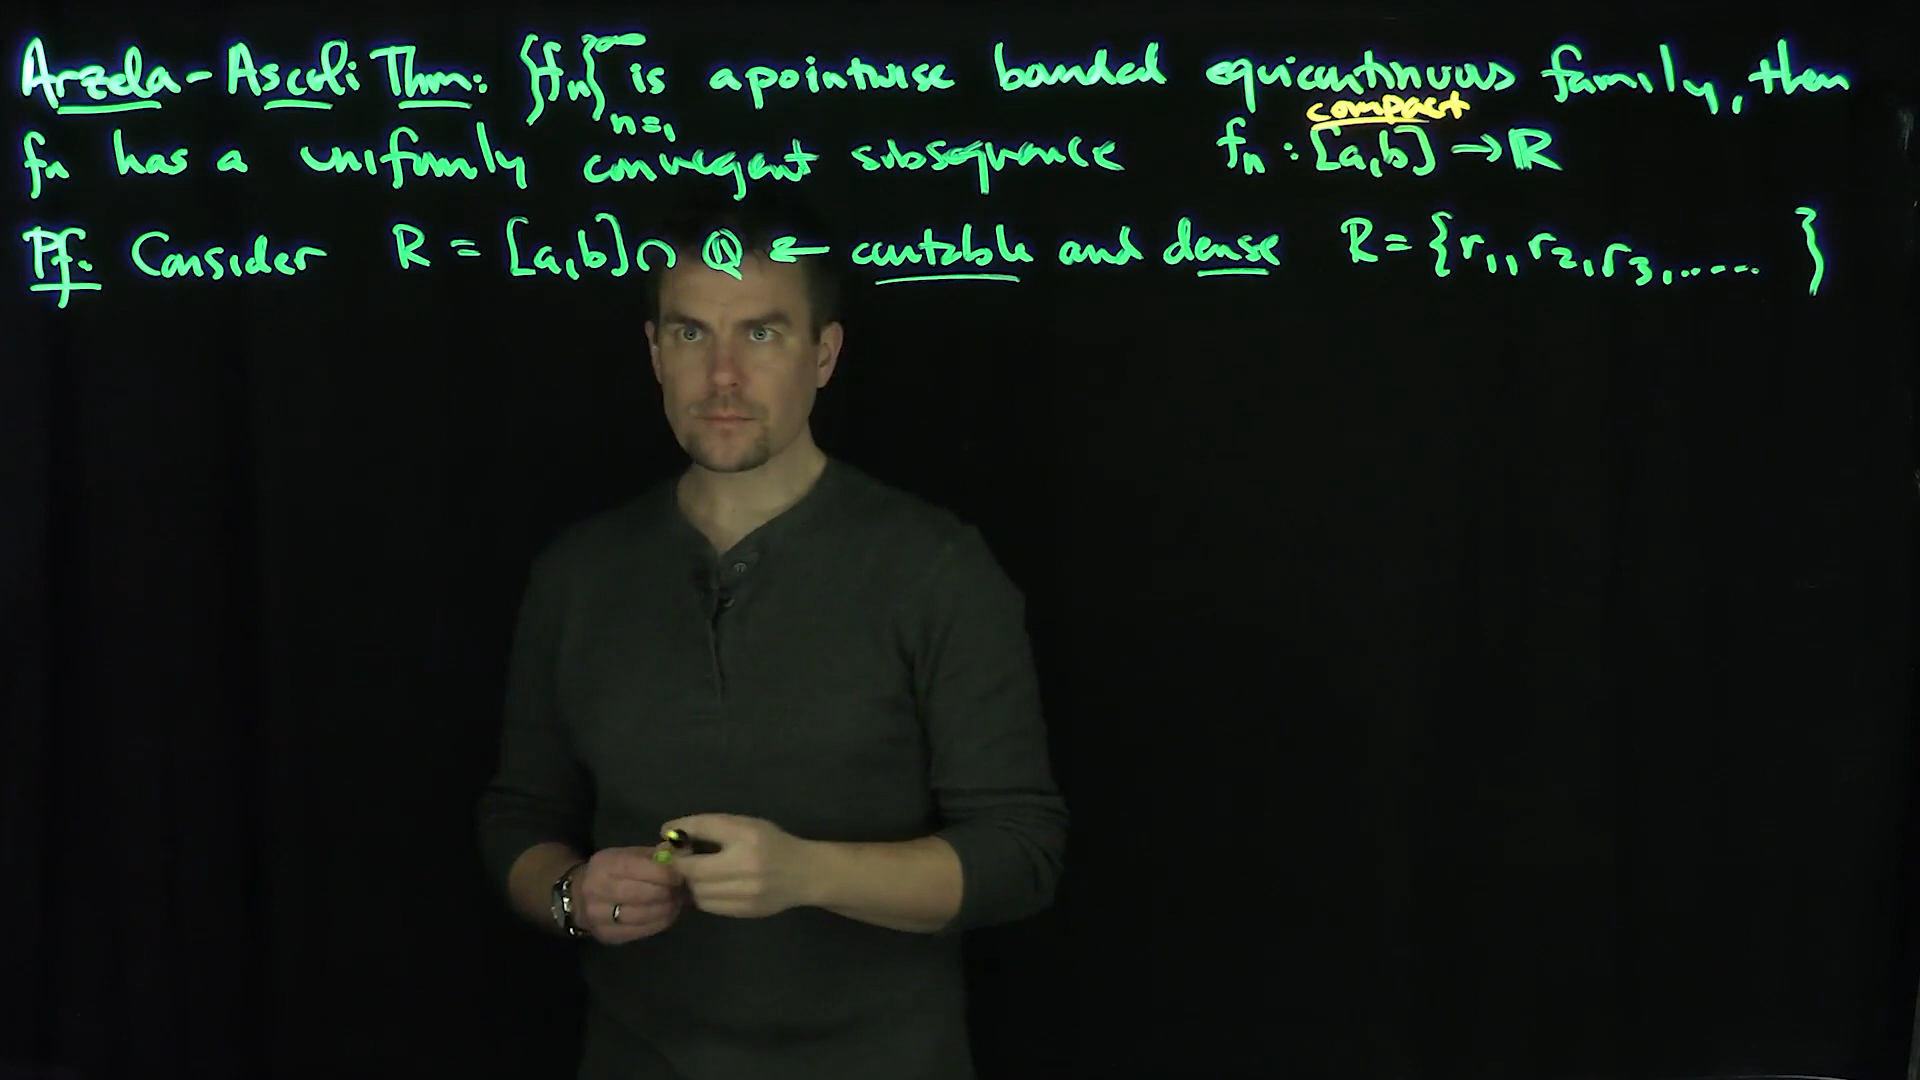 Arzela-Ascoli Thm: {fn}_{n=1}^∞ is a pointwise bounded equicontinuous family, then
compact
fn has a uniformly convergent subsequence fn : [a,b] → ℝ
Pf: Consider R = [a,b] ∩ ℚ ← countable and dense R = {r₁, r₂, r₃, ..... }